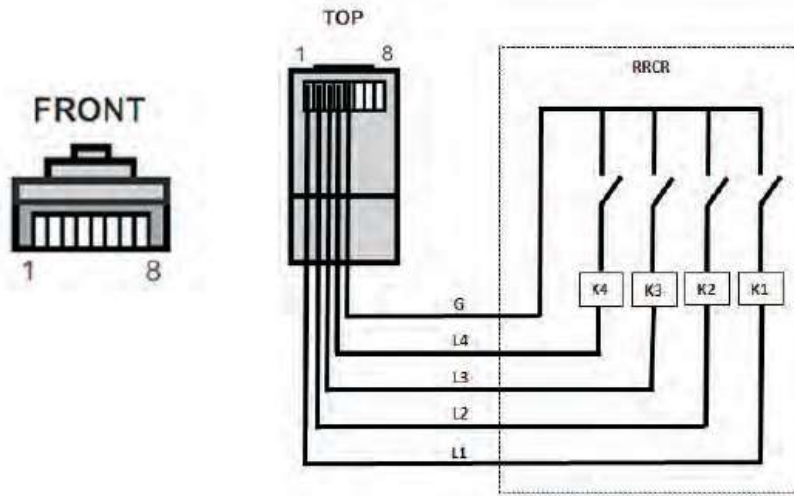 TOP
1 8
RRCR
FRONT
1 8
K4 K3 K2 K1
G
L4
L3
L2
L1